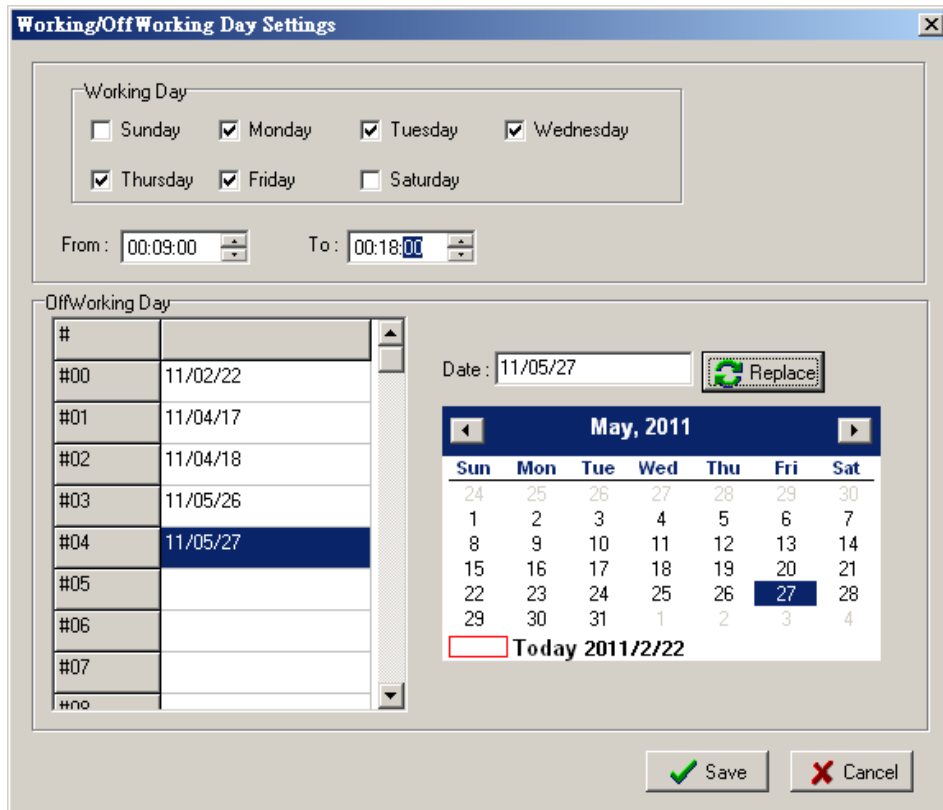 Working/OffWorking Day Settings
Working Day
Sunday Monday Tuesday Wednesday
Thursday Friday Saturday
From : 00:09:00 To : 00:18:00
OffWorking Day
#
#00 11/02/22
#01 11/04/17
#02 11/04/18
#03 11/05/26
#04 11/05/27
#05
#06
#07
Date : 11/05/27 Replace
May, 2011
Sun Mon Tue Wed Thu Fri Sat
24 25 26 27 28 29 30
1 2 3 4 5 6 7
8 9 10 11 12 13 14
15 16 17 18 19 20 21
22 23 24 25 26 27 28
29 30 31 1 2 3 4
Today 2011/2/22
Save Cancel